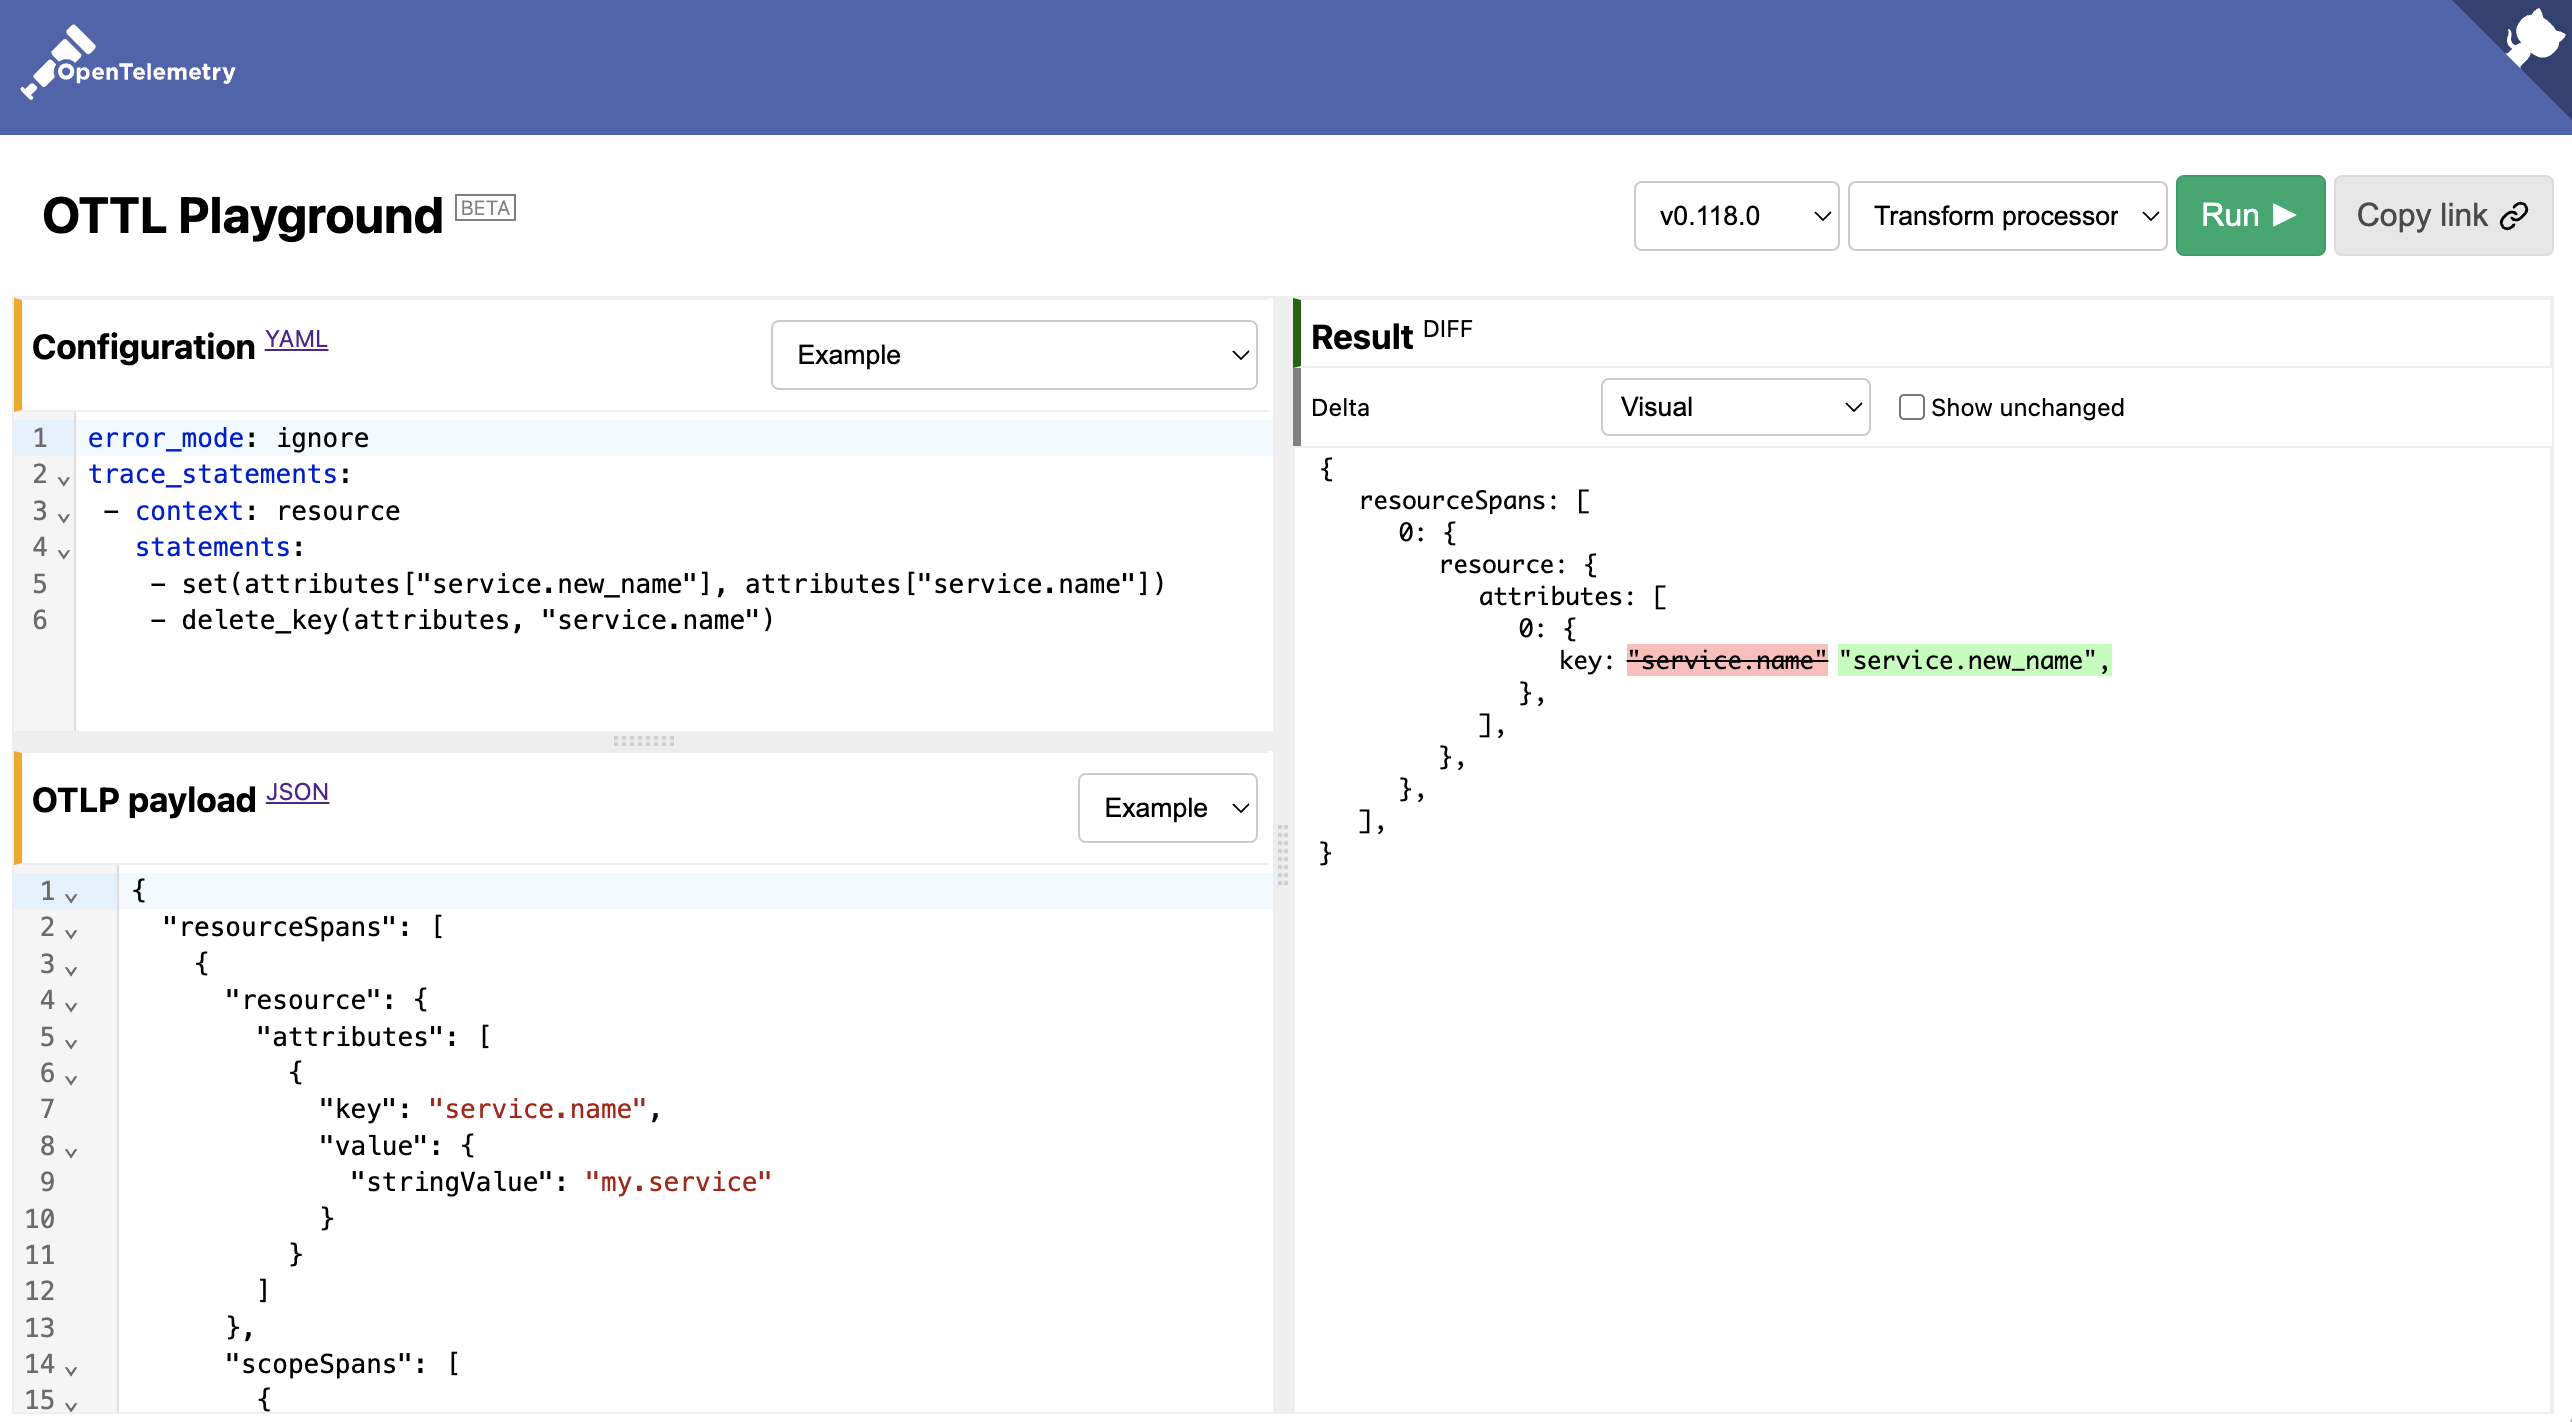 OpenTelemetry
OTTL Playground BETA
v0.118.0 Transform processor Run Copy link
Configuration YAML Example
1 error_mode: ignore
2 trace_statements:
3 - context: resource
4 statements:
5 - set(attributes["service.new_name"], attributes["service.name"])
6 - delete_key(attributes, "service.name")
OTLP payload JSON Example
1 {
2 "resourceSpans": [
3 {
4 "resource": {
5 "attributes": [
6 {
7 "key": "service.name",
8 "value": {
9 "stringValue": "my.service"
10 }
11 }
12 ]
13 },
14 "scopeSpans": [
15 {
Result DIFF
Delta Visual Show unchanged
{
resourceSpans: [
0: {
resource: {
attributes: [
0: {
key: "service.name" "service.new_name",
},
],
},
},
],
}